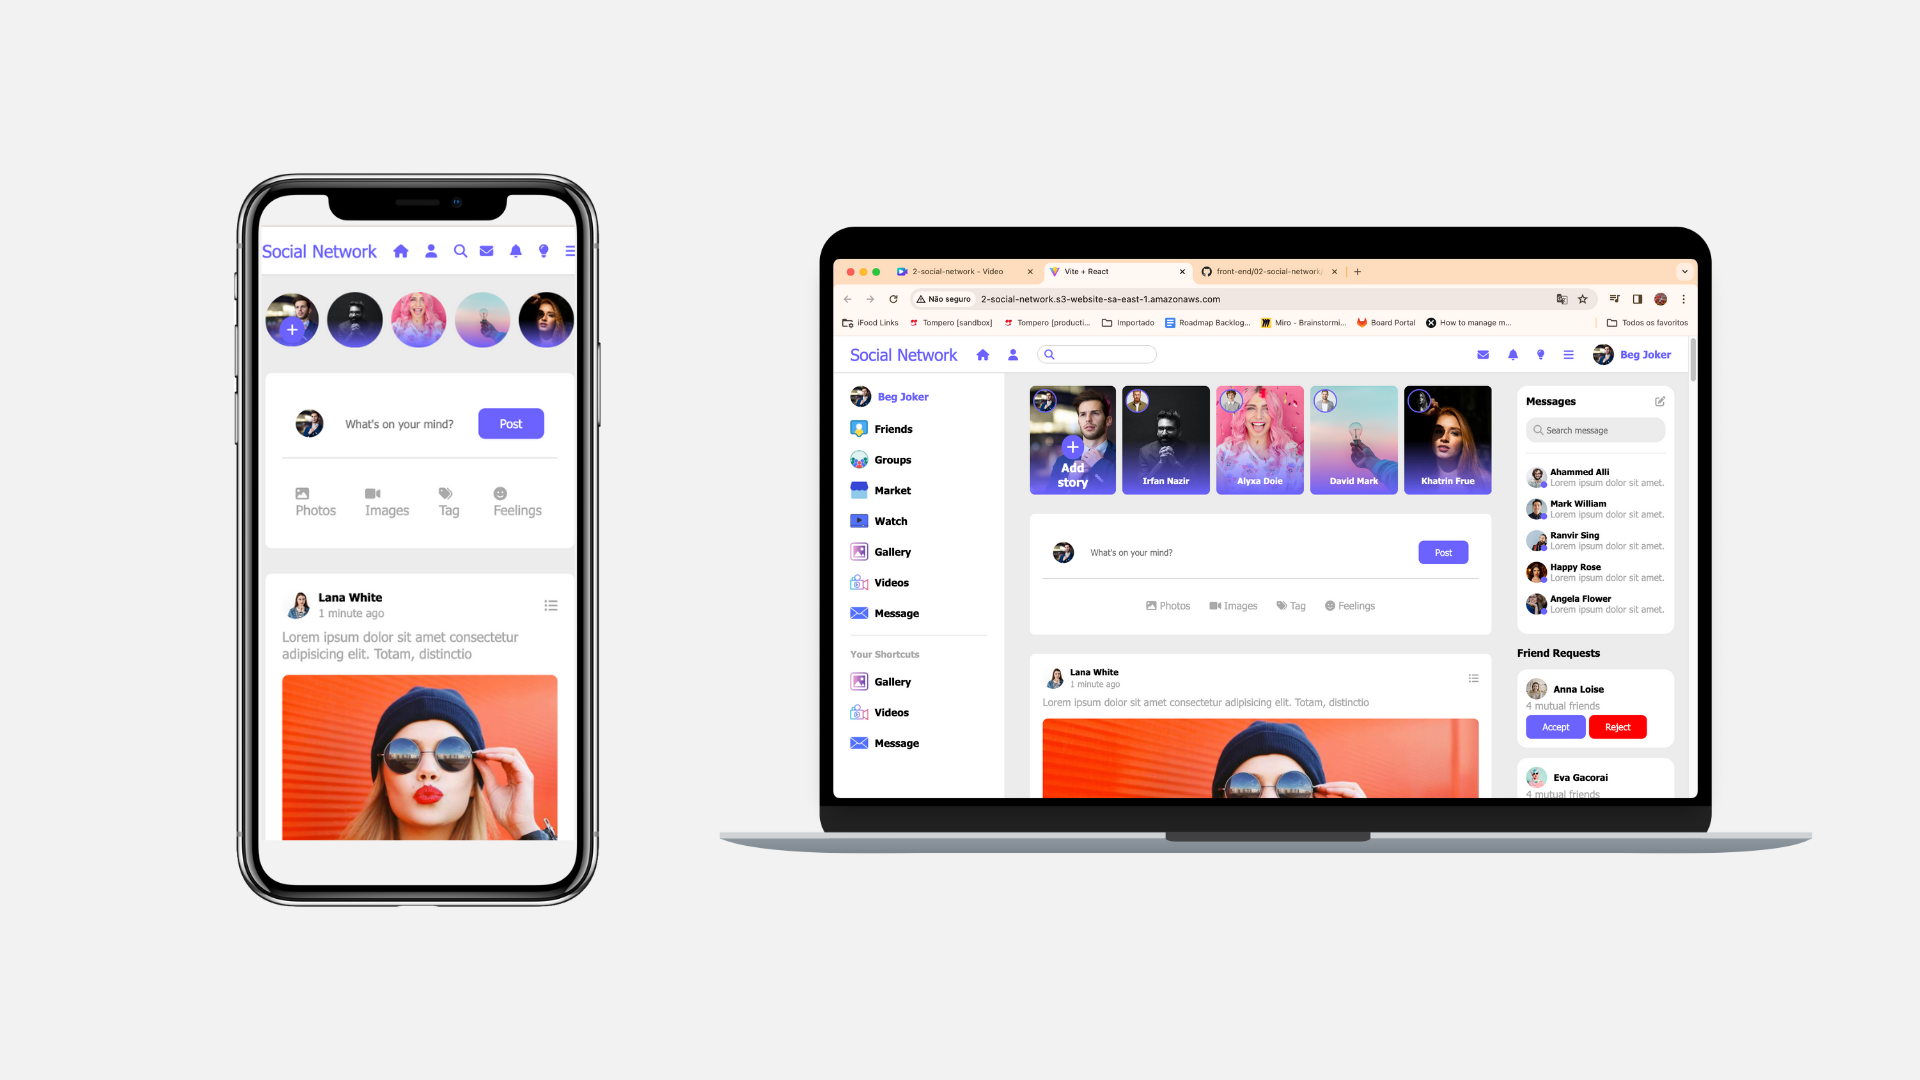 Social Network
What's on your mind?
Post
Photos
Images
Tag
Feelings
Lana White
1 minute ago
Lorem ipsum dolor sit amet consectetur
adipisicing elit. Totam, distinctio
2-social-network - Video
Vite + React
front-end/02-social-network/
Não seguro
2-social-network.s3-website-sa-east-1.amazonaws.com
iFood Links
Tompero [sandbox]
Tompero [producti...
Importado
Roadmap Backlog...
Miro - Brainstormi...
Board Portal
How to manage m...
Todos os favoritos
Social Network
Beg Joker
Beg Joker
Friends
Groups
Market
Watch
Gallery
Videos
Message
Your Shortcuts
Gallery
Videos
Message
Add
story
Irfan Nazir
Alyxa Doie
David Mark
Khatrin Frue
What's on your mind?
Post
Photos
Images
Tag
Feelings
Lana White
1 minute ago
Lorem ipsum dolor sit amet consectetur adipisicing elit. Totam, distinctio
Messages
Search message
Ahammed Alli
Lorem ipsum dolor sit amet.
Mark William
Lorem ipsum dolor sit amet.
Ranvir Sing
Lorem ipsum dolor sit amet.
Happy Rose
Lorem ipsum dolor sit amet.
Angela Flower
Lorem ipsum dolor sit amet.
Friend Requests
Anna Loise
4 mutual friends
Accept
Reject
Eva Gacorai
4 mutual friends